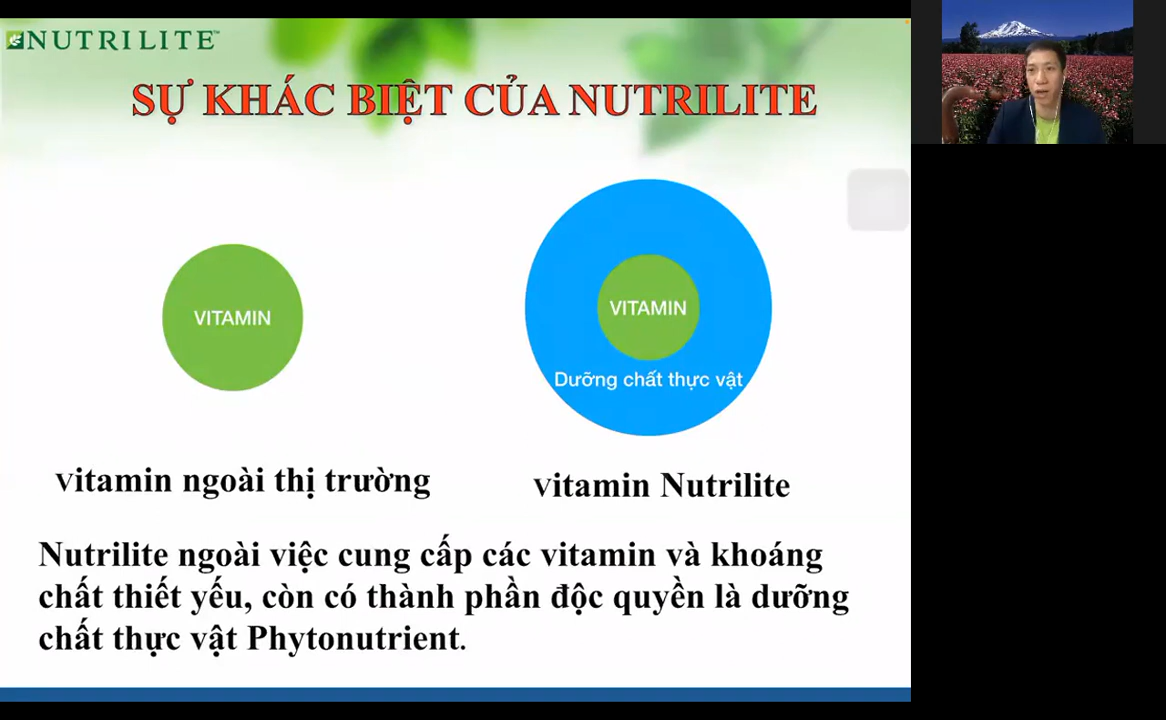 NUTRILITE™
SỰ KHÁC BIỆT CỦA NUTRILITE
VITAMIN
VITAMIN
Dưỡng chất thực vật
Vitamin ngoài thị trường
Vitamin Nutrilite
Nutrilite ngoài việc cung cấp các vitamin và khoáng
chất thiết yếu, còn có thành phần độc quyền là dưỡng
chất thực vật Phytonutrient.